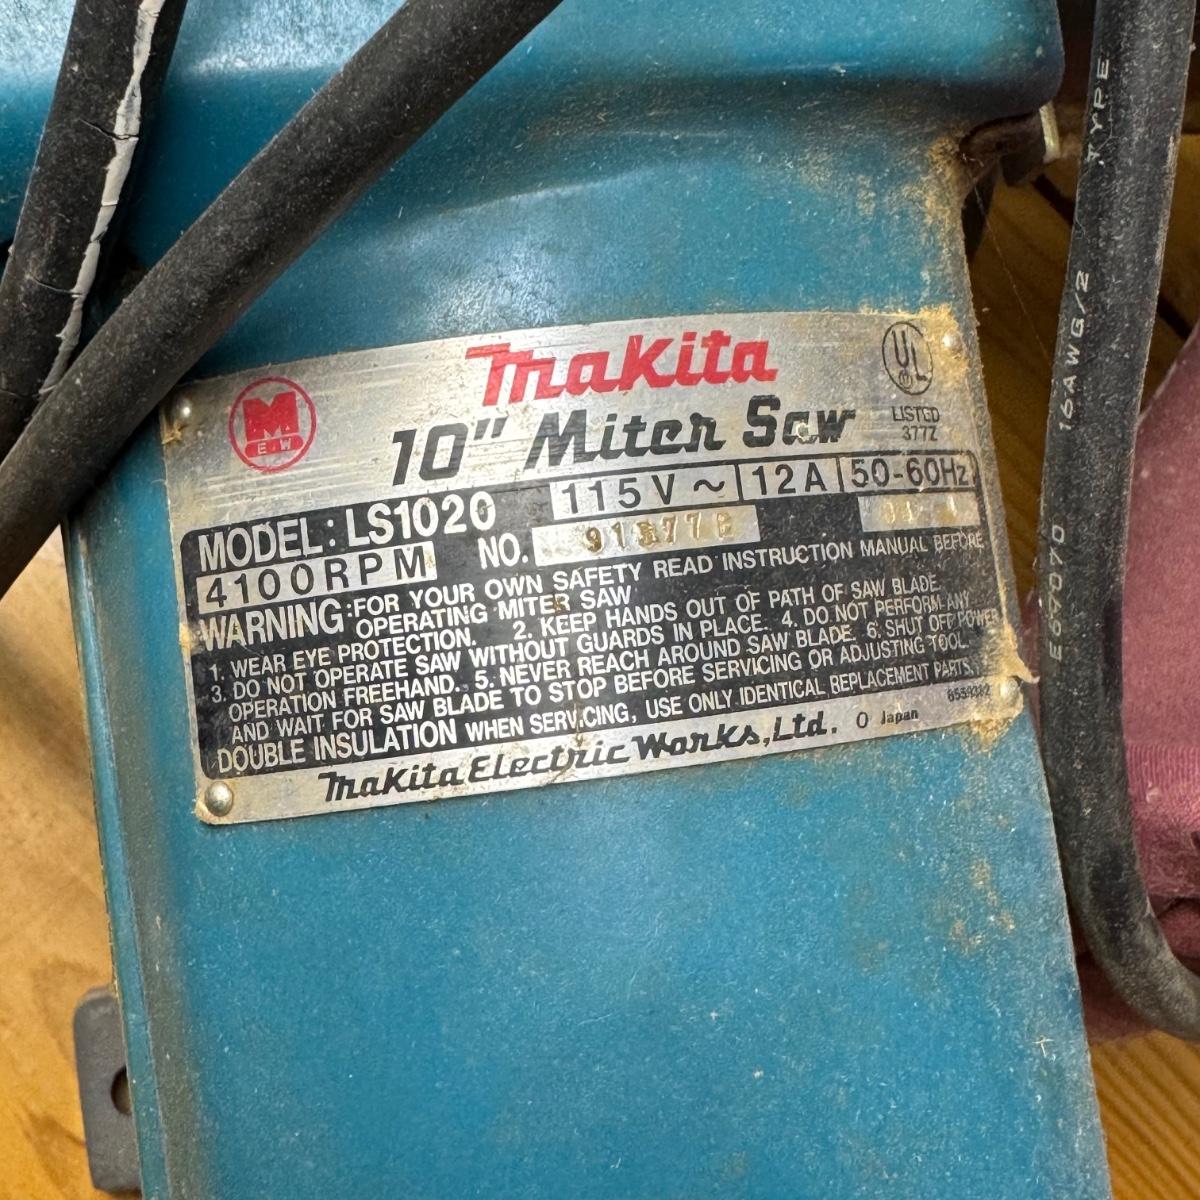 Makita
M
E·W
UL
LISTED
377Z
10" Miter Saw
MODEL: LS1020 115V~ 12A 50-60Hz
4100RPM NO.
WARNING: FOR YOUR OWN SAFETY READ INSTRUCTION MANUAL BEFORE
OPERATING MITER SAW
1. WEAR EYE PROTECTION. 2. KEEP HANDS OUT OF PATH OF SAW BLADE.
3. DO NOT OPERATE SAW WITHOUT GUARDS IN PLACE. 4. DO NOT PERFORM ANY
OPERATION FREEHAND. 5. NEVER REACH AROUND SAW BLADE. 6. SHUT OFF POWER
AND WAIT FOR SAW BLADE TO STOP BEFORE SERVICING OR ADJUSTING TOOL.
DOUBLE INSULATION WHEN SERVICING, USE ONLY IDENTICAL REPLACEMENT PARTS.
Makita Electric Works, Ltd. O Japan
E69070 16AWG/2 TYPE